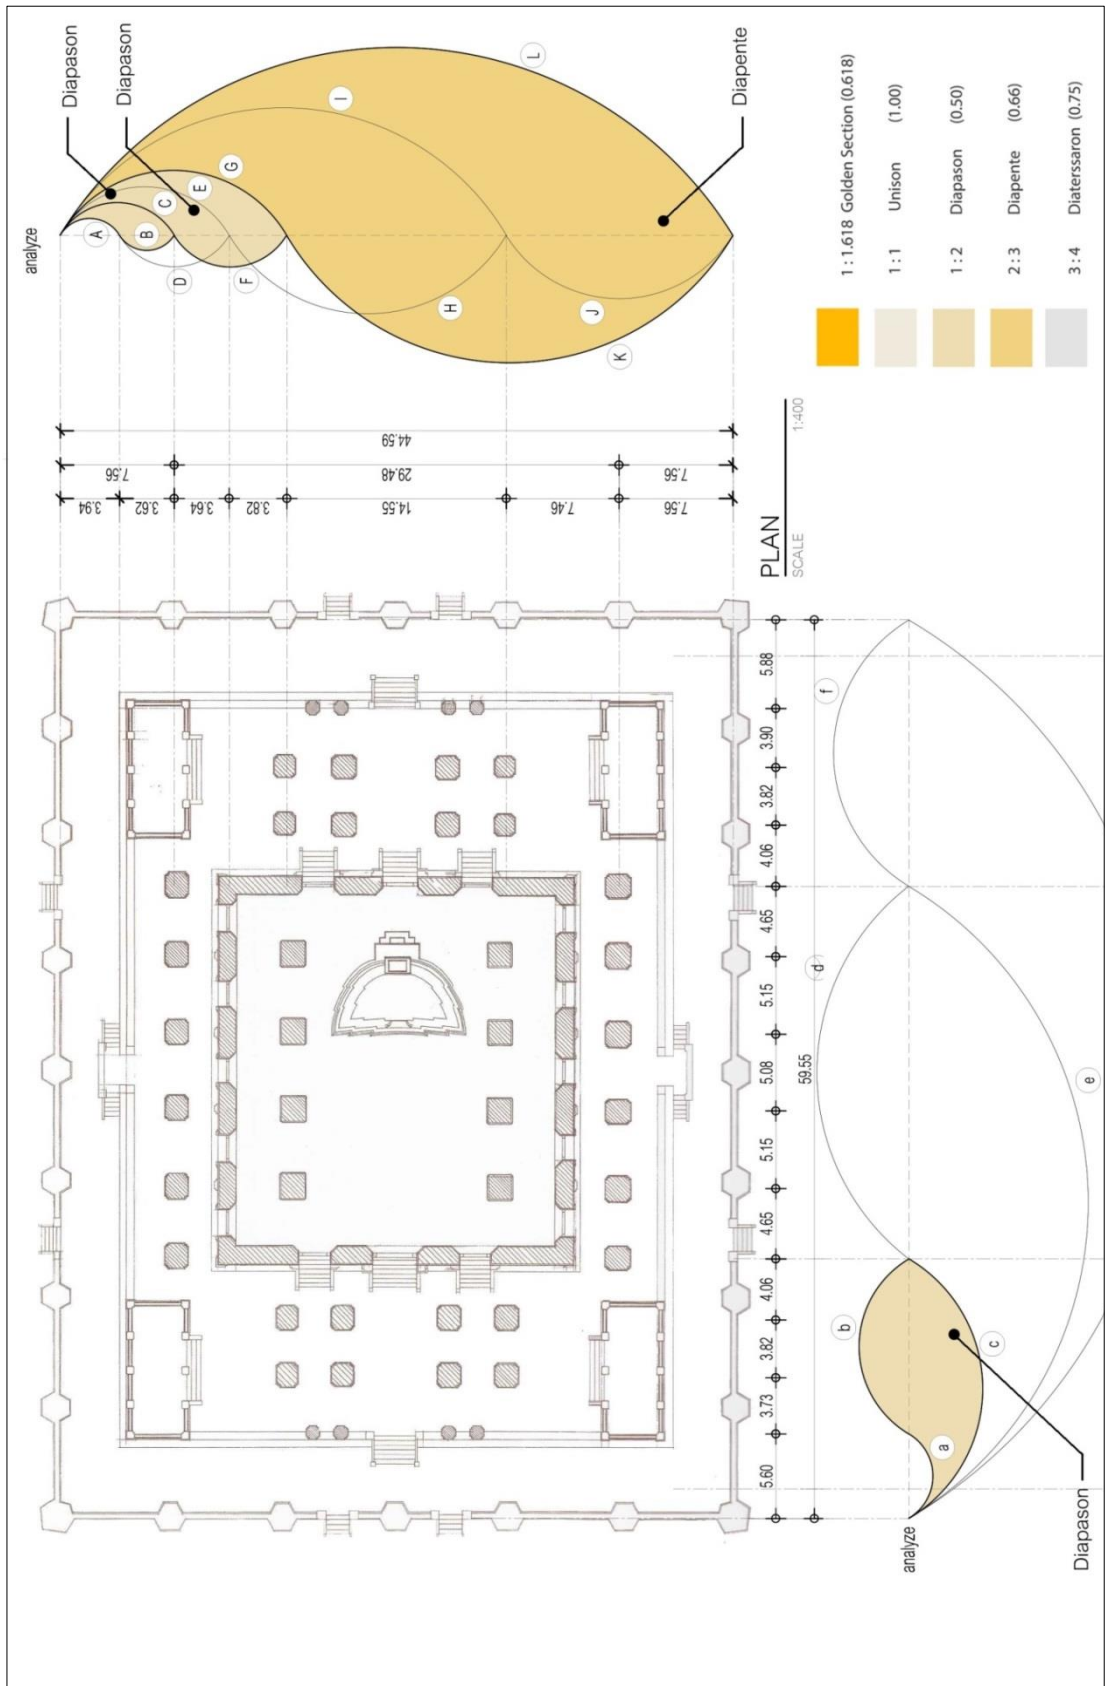 analyze
Diapason
Diapason
A
B
C
D
E
F
G
H
I
J
K
L
Diapente
3.94
3.62
3.64
3.82
14.55
7.46
7.56
7.56
29.48
7.56
44.59
PLAN
SCALE 1:400
1 : 1.618 Golden Section (0.618)
1 : 1 Unison (1.00)
1 : 2 Diapason (0.50)
2 : 3 Diapente (0.66)
3 : 4 Diaterssaron (0.75)
5.60
3.73
3.82
4.06
4.65
5.15
5.08
5.15
4.65
4.06
3.82
3.90
5.88
59.55
analyze
a
b
c
d
e
f
Diapason